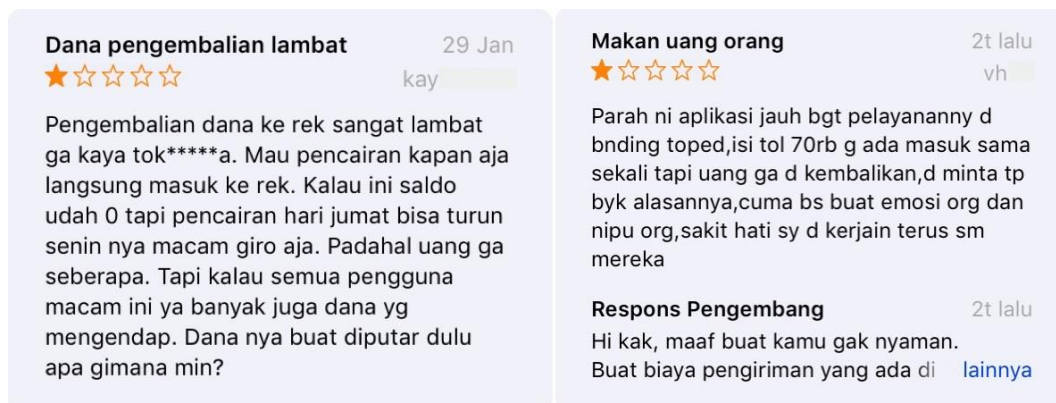 Dana pengembalian lambat
29 Jan
kay
Pengembalian dana ke rek sangat lambat
ga kaya tok*****a. Mau pencairan kapan aja
langsung masuk ke rek. Kalau ini saldo
udah 0 tapi pencairan hari jumat bisa turun
senin nya macam giro aja. Padahal uang ga
seberapa. Tapi kalau semua pengguna
macam ini ya banyak juga dana yg
mengendap. Dana nya buat diputar dulu
apa gimana min?
Makan uang orang
2t lalu
vh
Parah ni aplikasi jauh bgt pelayananny d
bnding toped,isi tol 70rb g ada masuk sama
sekali tapi uang ga d kembalikan,d minta tp
byk alasannya,cuma bs buat emosi org dan
nipu org,sakit hati sy d kerjain terus sm
mereka
Respons Pengembang
2t lalu
Hi kak, maaf buat kamu gak nyaman.
Buat biaya pengiriman yang ada di lainnya